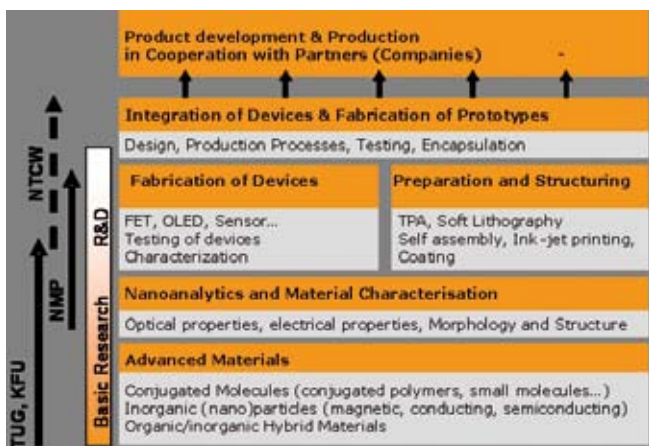 Product development & Production
in Cooperation with Partners (Companies) -
Integration of Devices & Fabrication of Prototypes
Design, Production Processes, Testing, Encapsulation
Fabrication of Devices
FET, OLED, Sensor...
Testing of devices
Characterization
Preparation and Structuring
TPA, Soft Lithography
Self assembly, Ink-jet printing,
Coating
Nanoanalytics and Material Characterisation
Optical properties, electrical properties, Morphology and Structure
Advanced Materials
Conjugated Molecules (conjugated polymers, small molecules...)
Inorganic (nano)particles (magnetic, conducting, semiconducting)
Organic/inorganic Hybrid Materials
TUG, KFU
NTCW
NMP
Basic Research R&D